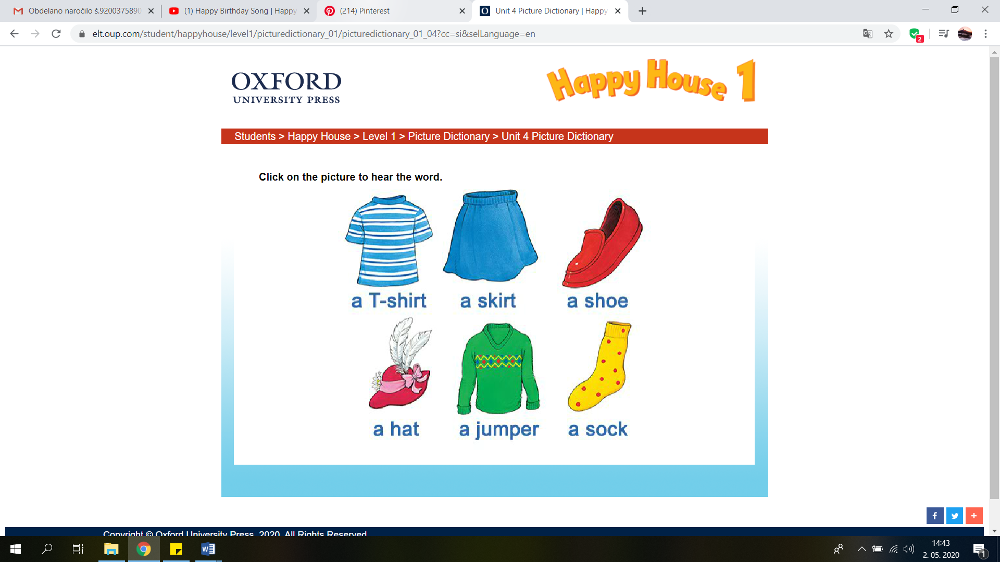 Obdelano naročilo š.9200375890
(1) Happy Birthday Song | Happy
(214) Pinterest
Unit 4 Picture Dictionary | Happy
elt.oup.com/student/happyhouse/level1/picturedictionary_01/picturedictionary_01_04?cc=si&selLanguage=en
2
OXFORD
UNIVERSITY PRESS
Happy House 1
Students > Happy House > Level 1 > Picture Dictionary > Unit 4 Picture Dictionary
Click on the picture to hear the word.
a T-shirt
a skirt
a shoe
a hat
a jumper
a sock
Copyright © Oxford University Press, 2020. All Rights Reserved.
14:43
2. 05. 2020
1